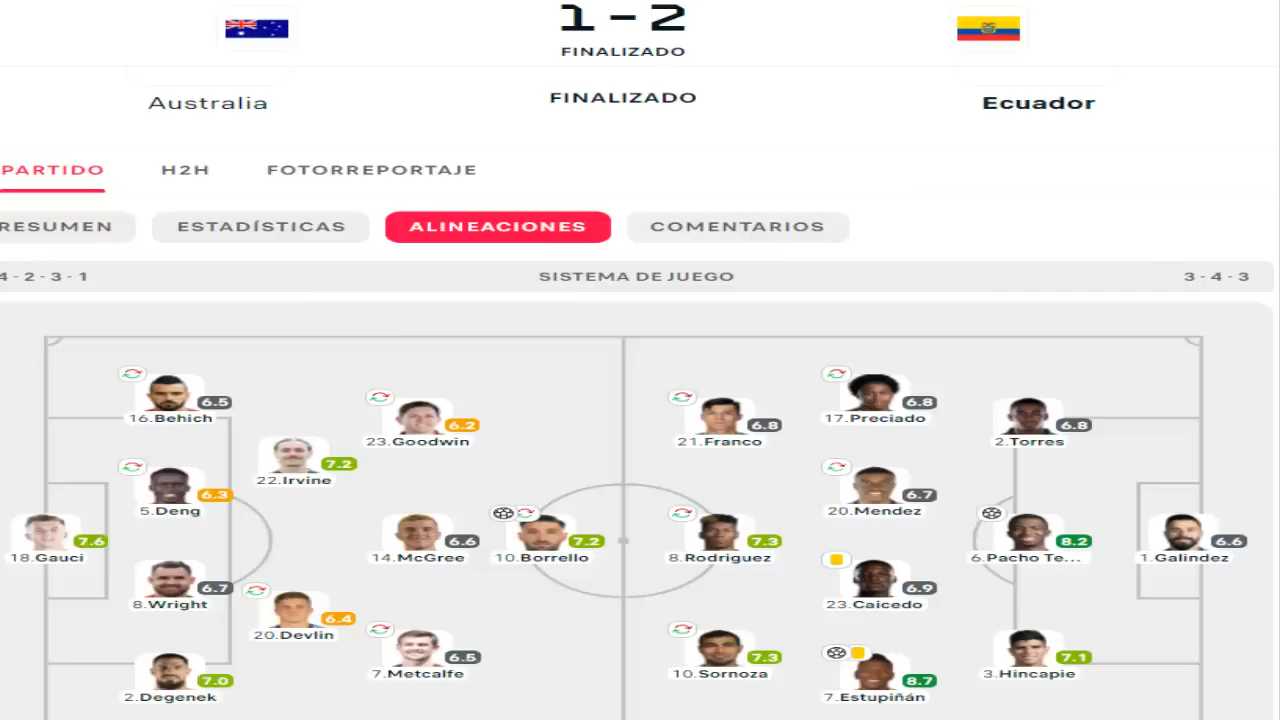 1 - 2
FINALIZADO
FINALIZADO
Australia
Ecuador
PARTIDO
H2H
FOTORREPORTAJE
RESUMEN
ESTADÍSTICAS
ALINEACIONES
COMENTARIOS
4 - 2 - 3 - 1
SISTEMA DE JUEGO
3 - 4 - 3
6.5
16.Behich
6.2
23.Goodwin
6.8
21.Franco
6.8
17.Preciado
6.8
2.Torres
7.2
22.Irvine
6.3
5.Deng
6.7
20.Mendez
7.6
18.Gauci
6.6
14.McGree
7.2
10.Borrello
7.3
8.Rodriguez
8.2
6.Pacho Te...
6.6
1.Galindez
6.7
8.Wright
6.9
23.Caicedo
6.4
20.Devlin
6.5
7.Metcalfe
7.3
10.Sornoza
7.1
3.Hincapie
7.0
2.Degenek
8.7
7.Estupiñán